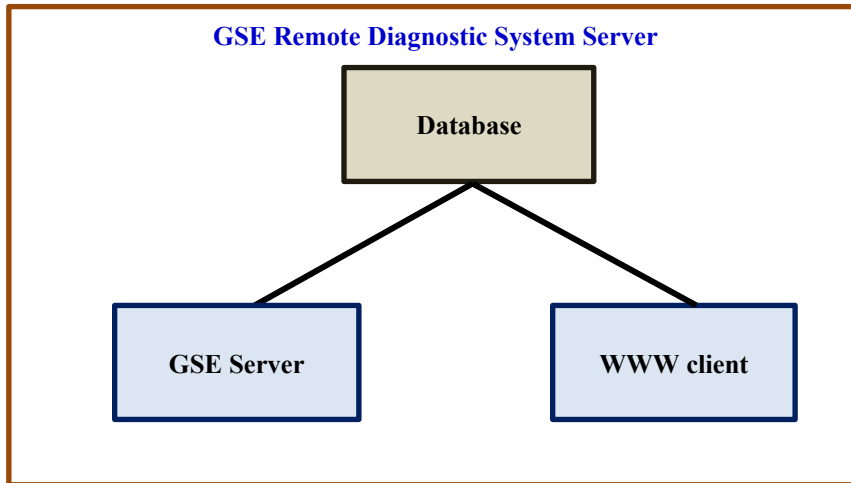 GSE Remote Diagnostic System Server
Database
GSE Server
WWW client